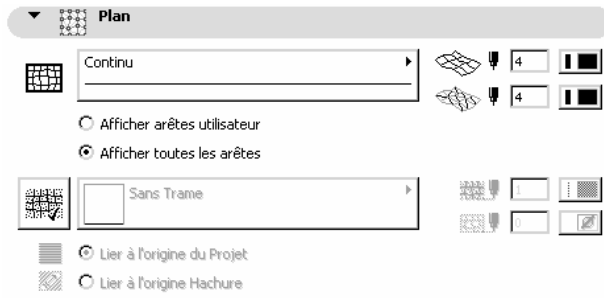 Plan
Continu 4
4
Afficher arêtes utilisateur
Afficher toutes les arêtes
Sans Trame 1
0
Lier à l'origine du Projet
Lier à l'origine Hachure